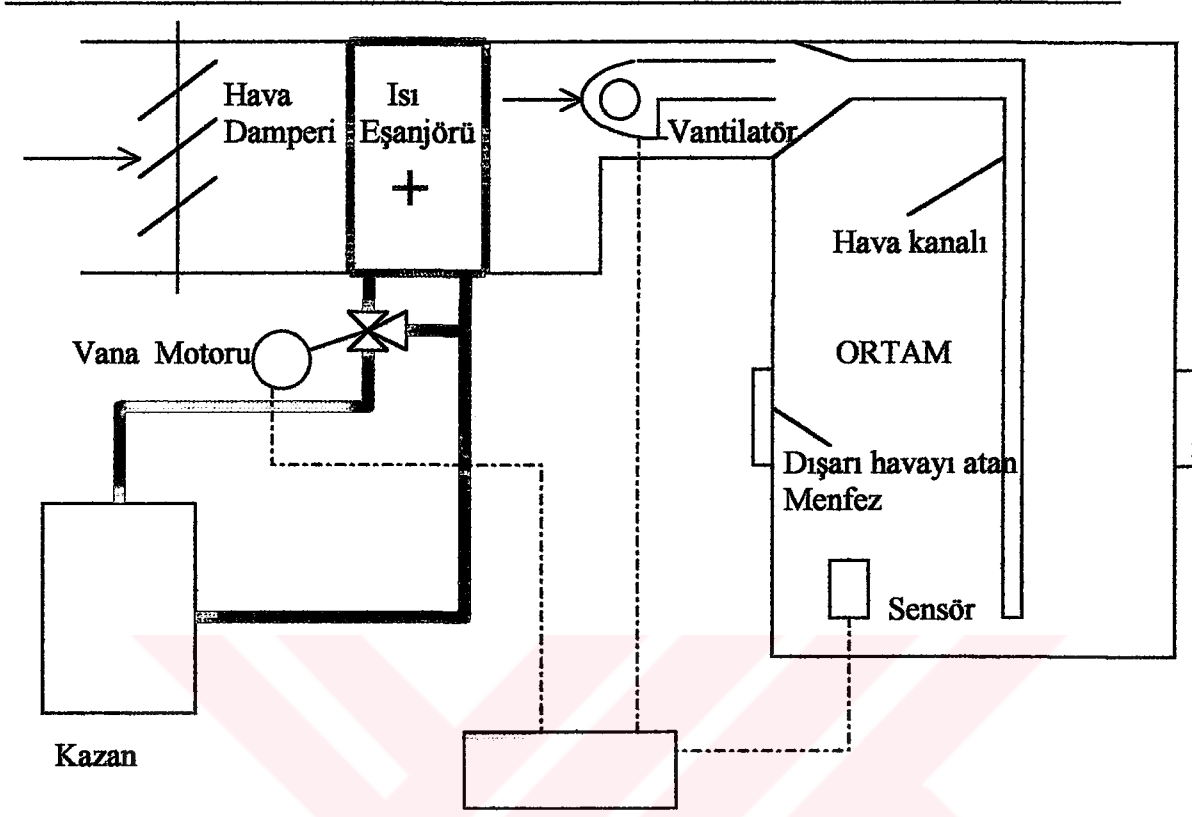 Hava
Damperi
Isı
Eşanjörü
Vantilatör
Hava kanalı
Vana Motoru
ORTAM
Dışarı havayı atan
Menfez
Sensör
Kazan